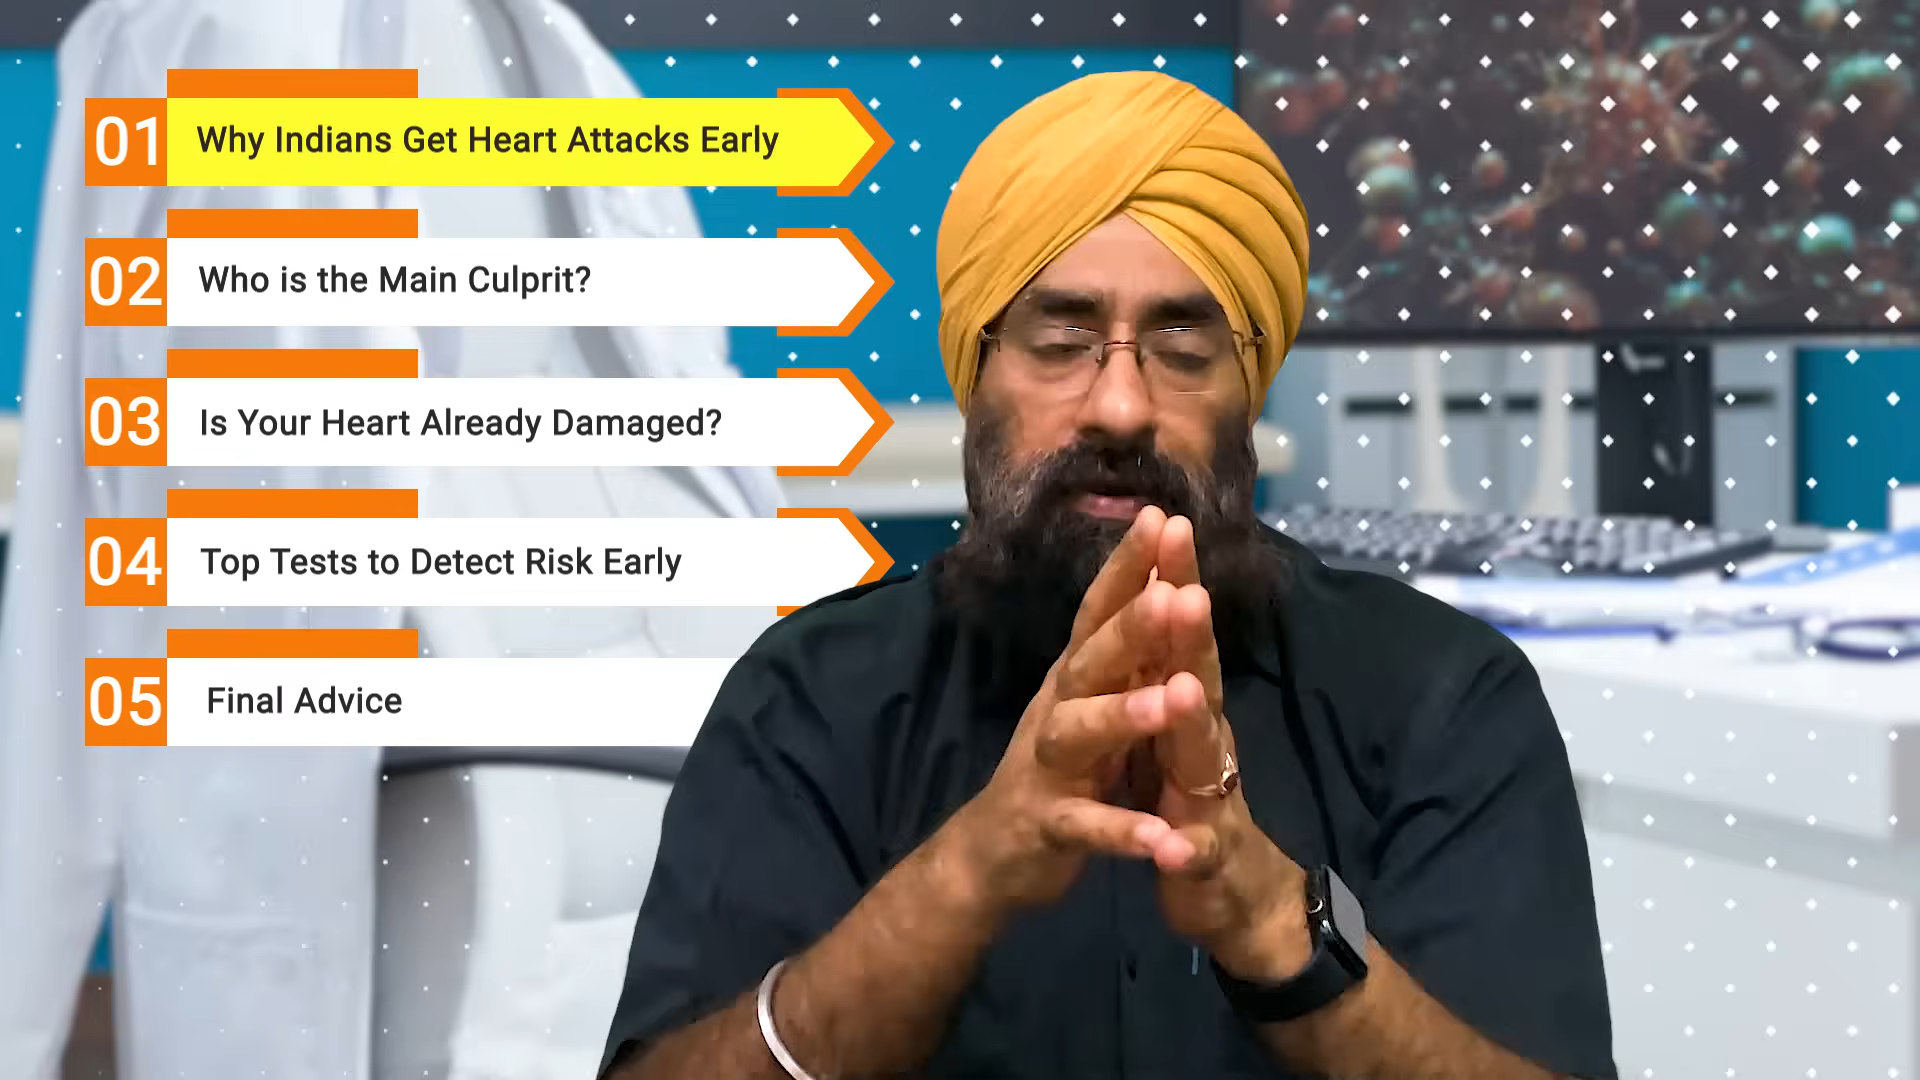 01 Why Indians Get Heart Attacks Early
02 Who is the Main Culprit?
03 Is Your Heart Already Damaged?
04 Top Tests to Detect Risk Early
05 Final Advice